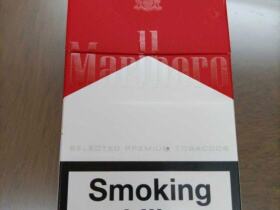 Marlboro
SELECTED PREMIUM TOBACCOS
Smoking